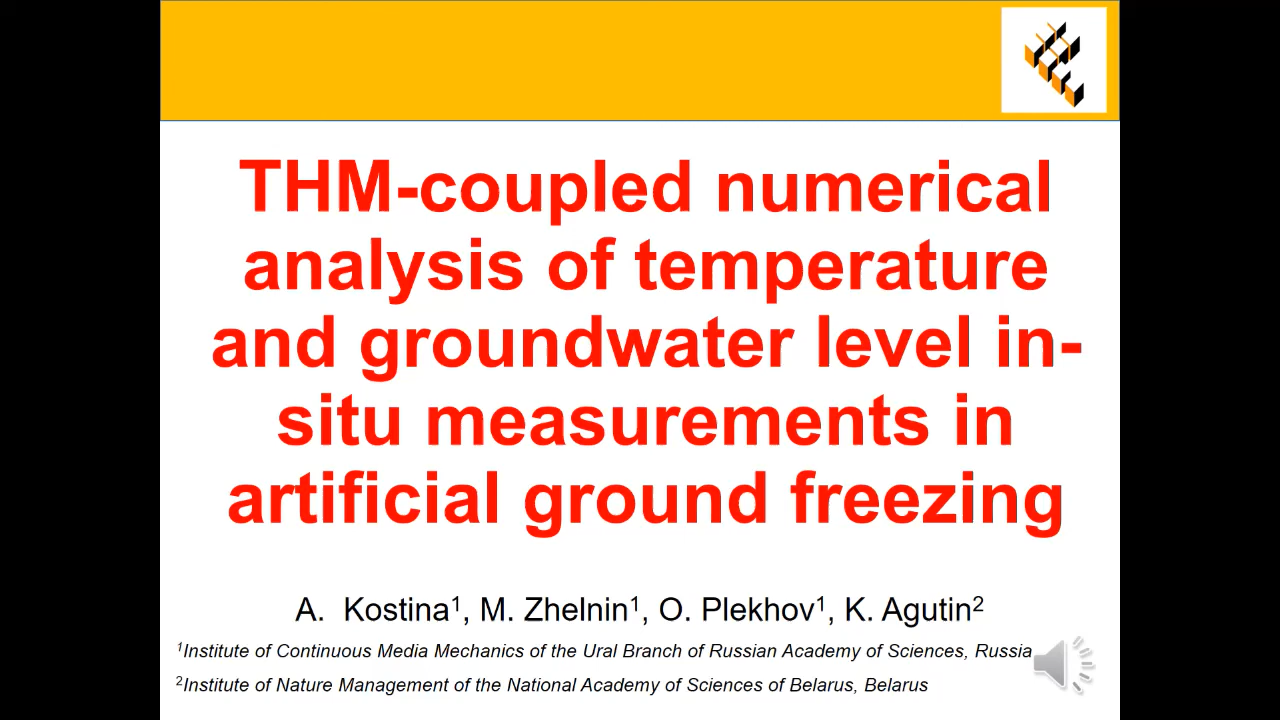 THM-coupled numerical
analysis of temperature
and groundwater level in-
situ measurements in
artificial ground freezing
A. Kostina¹, M. Zhelnin¹, O. Plekhov¹, K. Agutin²
¹Institute of Continuous Media Mechanics of the Ural Branch of Russian Academy of Sciences, Russia
²Institute of Nature Management of the National Academy of Sciences of Belarus, Belarus